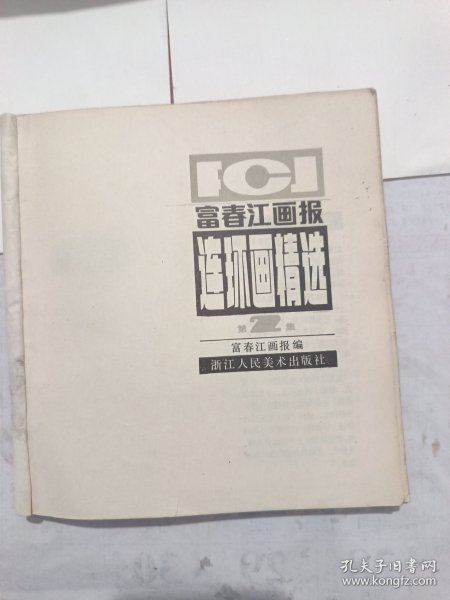 FCJ
富春江画报
连环画精选
第2集
富春江画报编
浙江人民美术出版社
孔夫子旧书网
www.kongfz.com